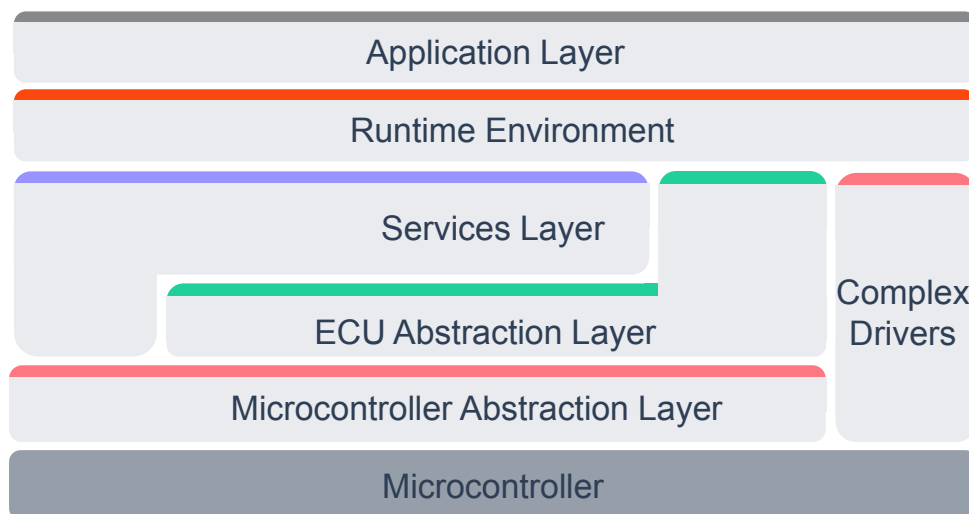 Application Layer
Runtime Environment
Services Layer
Complex
Drivers
ECU Abstraction Layer
Microcontroller Abstraction Layer
Microcontroller